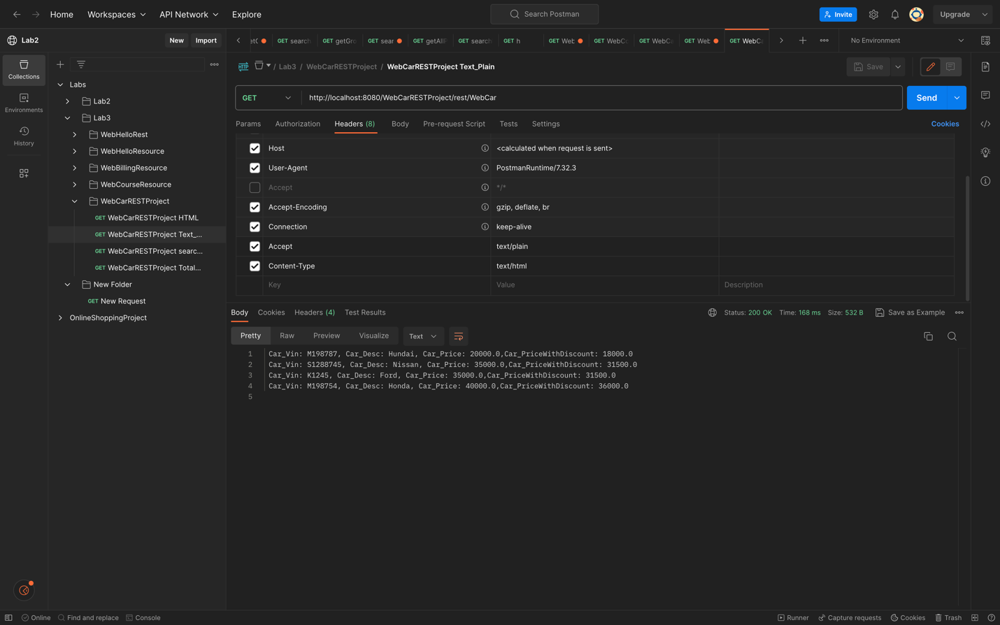 Home Workspaces API Network Explore Search Postman Invite Upgrade
Lab2 New Import
GET search GET getGro GET sear GET getAllP GET search GET h GET Web GET WebCo GET WebCa GET Web GET WebCa No Environment
Collections
Environments
History
Labs
Lab2
Lab3
WebHelloRest
WebHelloResource
WebBillingResource
WebCourseResource
WebCarRESTProject
GET WebCarRESTProject HTML
GET WebCarRESTProject Text_...
GET WebCarRESTProject searc...
GET WebCarRESTProject Total...
New Folder
GET New Request
OnlineShoppingProject
HTTP / Lab3 / WebCarRESTProject / WebCarRESTProject Text_Plain Save
GET http://localhost:8080/WebCarRESTProject/rest/WebCar Send
Params Authorization Headers (8) Body Pre-request Script Tests Settings Cookies
Host <calculated when request is sent>
User-Agent PostmanRuntime/7.32.3
Accept */*
Accept-Encoding gzip, deflate, br
Connection keep-alive
Accept text/plain
Content-Type text/html
Key Value Description
Body Cookies Headers (4) Test Results Status: 200 OK Time: 168 ms Size: 532 B Save as Example
Pretty Raw Preview Visualize Text
1 Car_Vin: M198787, Car_Desc: Hundai, Car_Price: 20000.0,Car_PriceWithDiscount: 18000.0
2 Car_Vin: S1288745, Car_Desc: Nissan, Car_Price: 35000.0,Car_PriceWithDiscount: 31500.0
3 Car_Vin: K1245, Car_Desc: Ford, Car_Price: 35000.0,Car_PriceWithDiscount: 31500.0
4 Car_Vin: M198754, Car_Desc: Honda, Car_Price: 40000.0,Car_PriceWithDiscount: 36000.0
5
Online Find and replace Console Runner Capture requests Cookies Trash